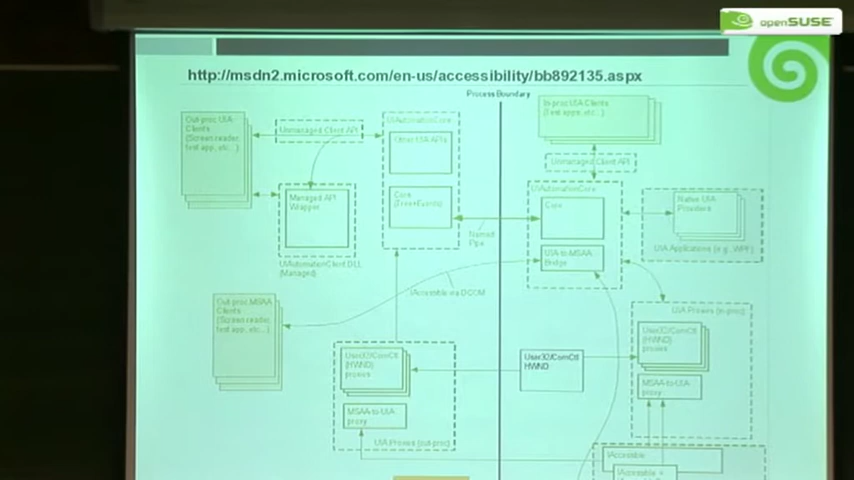 openSUSE
http://msdn2.microsoft.com/en-us/accessibility/bb892135.aspx
Process Boundary
Out-proc UIA
Clients
(Screen reader,
test app, etc...)
Unmanaged Client API
UIAutomationCore
Other UIA APIs
In-proc UIA Clients
(Test apps, etc...)
Unmanaged Client API
Managed API
Wrapper
Core
(Tree+Events)
UIAutomationCore
Core
Native UIA
Providers
Named
Pipe
UIA-to-MSAA
Bridge
UIA Applications (e.g., WPF)
UIAutomationClient DLL
(Managed)
IAccessible via DCOM
Out-proc MSAA
Clients
(Screen reader,
test app, etc...)
UIA Proxies (in-proc)
User32/ComCtl
(HWND)
proxies
User32/ComCtl
HWND
User32/ComCtl
(HWND)
proxies
MSAA-to-UIA
proxy
MSAA-to-UIA
proxy
UIA Proxies (out-proc)
IAccessible
IAccessible +